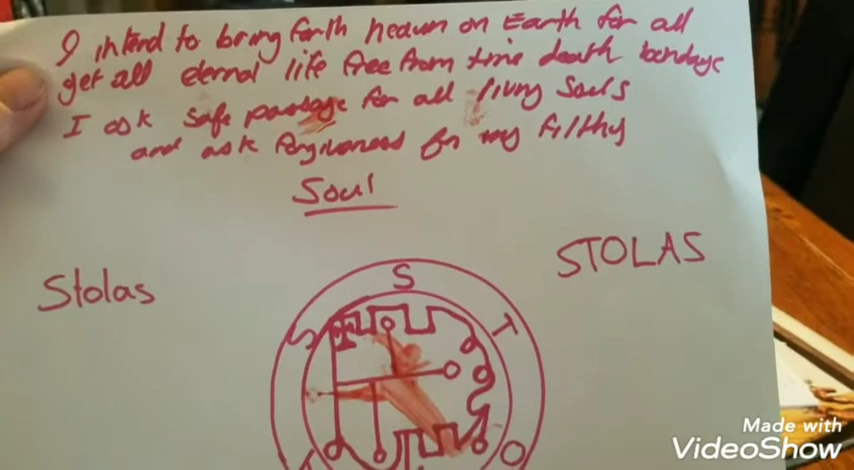 I intend to bring forth heaven on Earth for all
get all eternal life free from time death bondage
I ask safe passage for all living Souls
and ask forgiveness for my filthy
Soul
Stolas
STOLAS
S
T
O
S
Made with
VideoShow